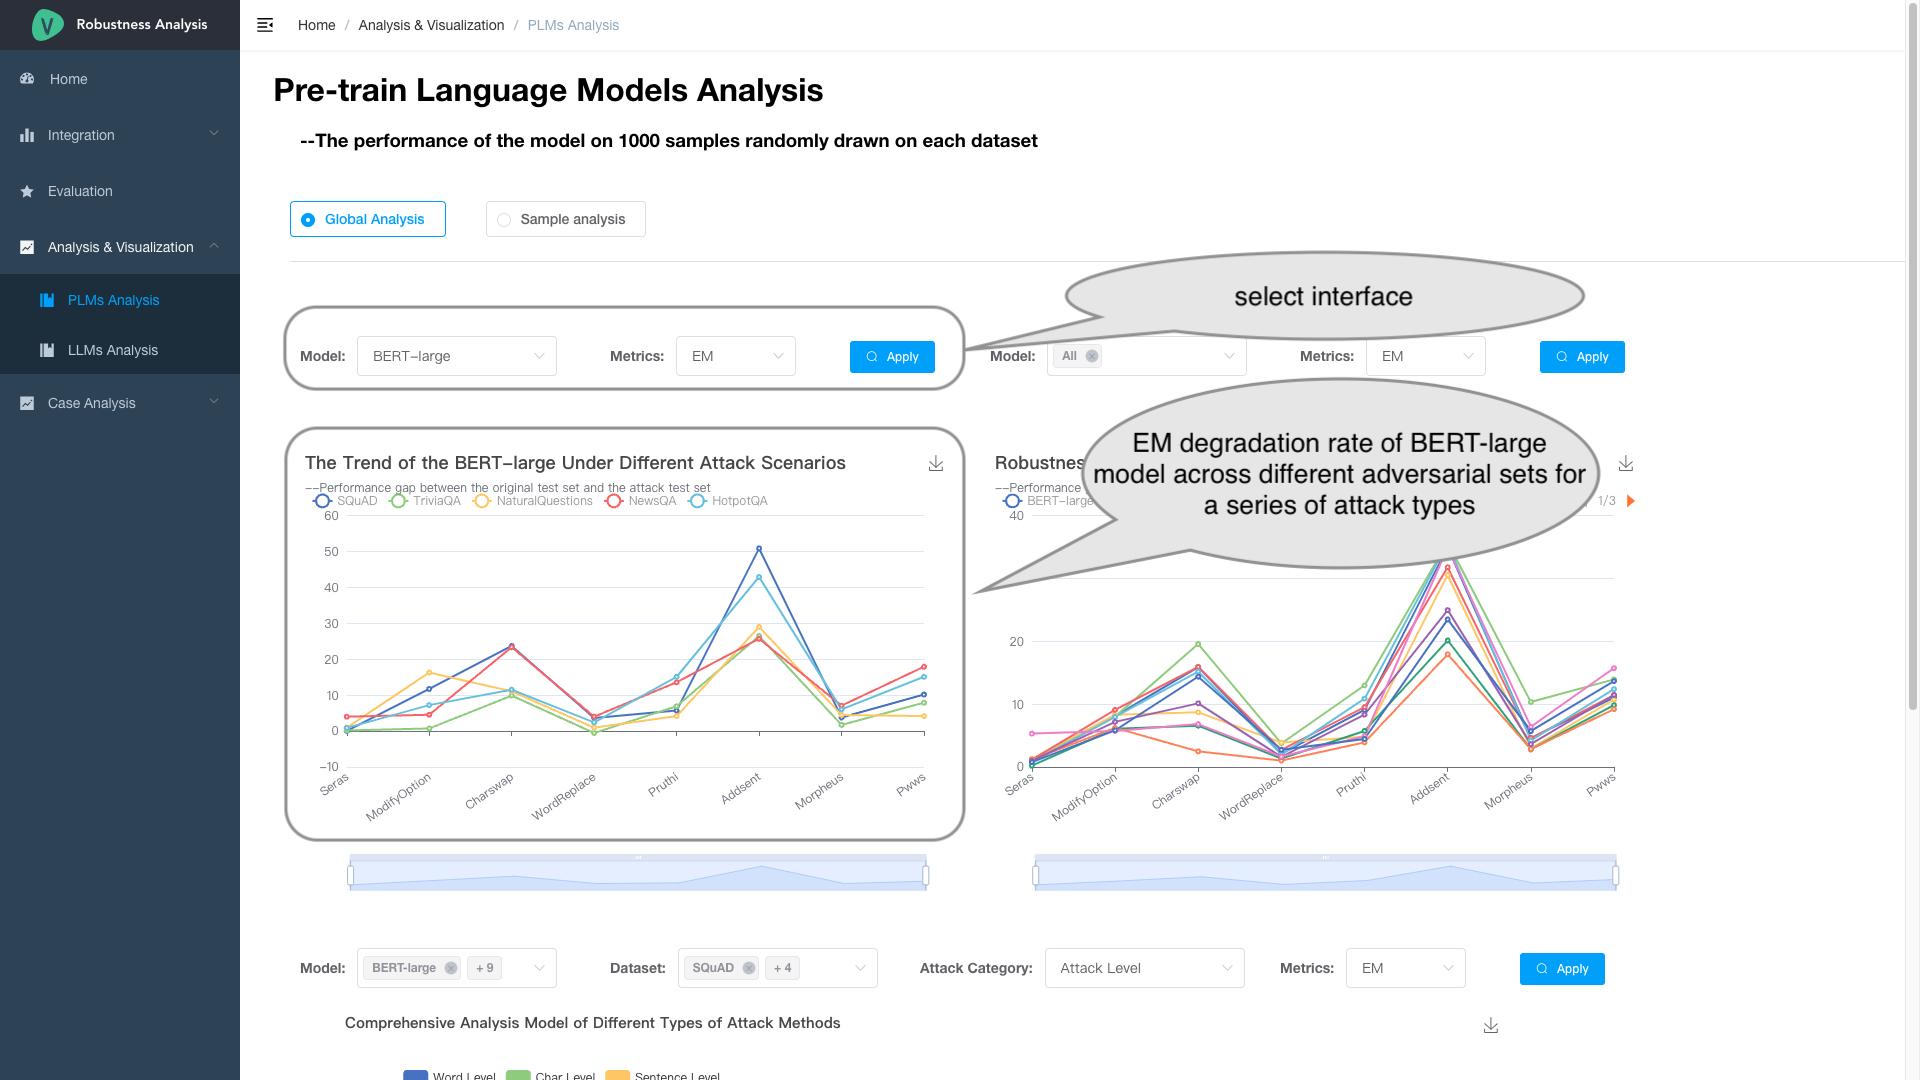 V Robustness Analysis
Home / Analysis & Visualization / PLMs Analysis
Home
Integration
Evaluation
Analysis & Visualization
PLMs Analysis
LLMs Analysis
Case Analysis
Pre-train Language Models Analysis
--The performance of the model on 1000 samples randomly drawn on each dataset
Global Analysis
Sample analysis
select interface
Model: BERT-large Metrics: EM Apply
Model: All Metrics: EM Apply
EM degradation rate of BERT-large
model across different adversarial sets for
a series of attack types
The Trend of the BERT-large Under Different Attack Scenarios
--Performance gap between the original test set and the attack test set
SQuAD TriviaQA NaturalQuestions NewsQA HotpotQA
60
50
40
30
20
10
0
-10
Seras ModifyOption Charswap WordReplace Pruthi Addsent Morpheus Pwws
Robustness
--Performance
BERT-large 1/3
40
20
10
0
Seras ModifyOption Charswap WordReplace Pruthi Addsent Morpheus Pwws
Model: BERT-large + 9 Dataset: SQuAD + 4 Attack Category: Attack Level Metrics: EM Apply
Comprehensive Analysis Model of Different Types of Attack Methods
Word Level Char Level Sentence Level